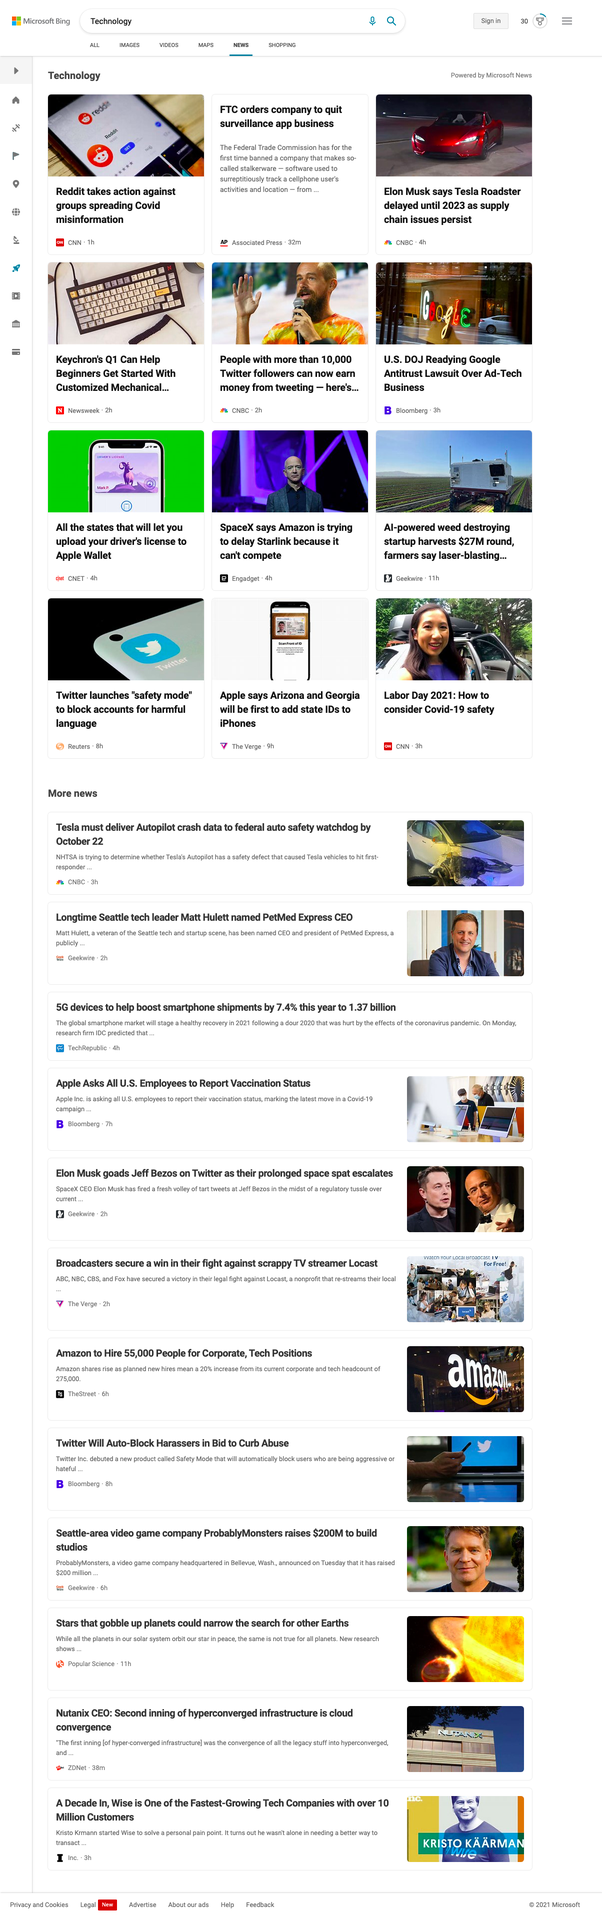 Microsoft Bing
Technology
Sign in
30
ALL IMAGES VIDEOS MAPS NEWS SHOPPING
Technology
Powered by Microsoft News
reddit
Reddit takes action against
groups spreading Covid
misinformation
CNN · 1h
FTC orders company to quit
surveillance app business
The Federal Trade Commission has for the
first time banned a company that makes so-
called stalkerware — software used to
surreptitiously track a cellphone user's
activities and location — from ...
AP Associated Press · 32m
Elon Musk says Tesla Roadster
delayed until 2023 as supply
chain issues persist
CNBC · 4h
Keychron's Q1 Can Help
Beginners Get Started With
Customized Mechanical...
Newsweek · 2h
People with more than 10,000
Twitter followers can now earn
money from tweeting — here's...
CNBC · 2h
Google
U.S. DOJ Readying Google
Antitrust Lawsuit Over Ad-Tech
Business
Bloomberg · 3h
All the states that will let you
upload your driver's license to
Apple Wallet
CNET · 4h
SpaceX says Amazon is trying
to delay Starlink because it
can't compete
Engadget · 4h
AI-powered weed destroying
startup harvests $27M round,
farmers say laser-blasting...
Geekwire · 11h
Twitter
Twitter launches "safety mode"
to block accounts for harmful
language
Reuters · 8h
Apple says Arizona and Georgia
will be first to add state IDs to
iPhones
The Verge · 9h
Labor Day 2021: How to
consider Covid-19 safety
CNN · 3h
More news
Tesla must deliver Autopilot crash data to federal auto safety watchdog by
October 22
NHTSA is trying to determine whether Tesla's Autopilot has a safety defect that caused Tesla vehicles to hit first-
responder ...
CNBC · 3h
Longtime Seattle tech leader Matt Hulett named PetMed Express CEO
Matt Hulett, a veteran of the Seattle tech and startup scene, has been named CEO and president of PetMed Express, a
publicly ...
Geekwire · 2h
5G devices to help boost smartphone shipments by 7.4% this year to 1.37 billion
The global smartphone market will stage a healthy recovery in 2021 following a dour 2020 that was hurt by the effects of the coronavirus pandemic. On Monday,
research firm IDC predicted that ...
TechRepublic · 4h
Apple Asks All U.S. Employees to Report Vaccination Status
Apple Inc. is asking all U.S. employees to report their vaccination status, marking the latest move in a Covid-19
campaign ...
Bloomberg · 7h
Elon Musk goads Jeff Bezos on Twitter as their prolonged space spat escalates
SpaceX CEO Elon Musk has fired a fresh volley of tart tweets at Jeff Bezos in the midst of a regulatory tussle over
current ...
Geekwire · 2h
Broadcasters secure a win in their fight against scrappy TV streamer Locast
ABC, NBC, CBS, and Fox have secured a victory in their legal fight against Locast, a nonprofit that re-streams their local
...
The Verge · 2h
Watch Your Local Broadcast TV
For Free!
Amazon to Hire 55,000 People for Corporate, Tech Positions
Amazon shares rise as planned new hires mean a 20% increase from its current corporate and tech headcount of
275,000.
TheStreet · 6h
amazon
Twitter Will Auto-Block Harassers in Bid to Curb Abuse
Twitter Inc. debuted a new product called Safety Mode that will automatically block users who are being aggressive or
hateful ...
Bloomberg · 8h
Seattle-area video game company ProbablyMonsters raises $200M to build
studios
ProbablyMonsters, a video game company headquartered in Bellevue, Wash., announced on Tuesday that it has raised
$200 million ...
Geekwire · 6h
Stars that gobble up planets could narrow the search for other Earths
While all the planets in our solar system orbit our star in peace, the same is not true for all planets. New research
shows ...
Popular Science · 11h
Nutanix CEO: Second inning of hyperconverged infrastructure is cloud
convergence
"The first inning [of hyper-converged infrastructure] was the convergence of all the legacy stuff into hyperconverged,
and ...
ZDNet · 38m
NUTANIX
A Decade In, Wise is One of the Fastest-Growing Tech Companies with over 10
Million Customers
Kristo Krmann started Wise to solve a personal pain point. It turns out he wasn't alone in needing a better way to
transact ...
Inc. · 3h
KRISTO KÄÄRMAN
Privacy and Cookies Legal New Advertise About our ads Help Feedback © 2021 Microsoft